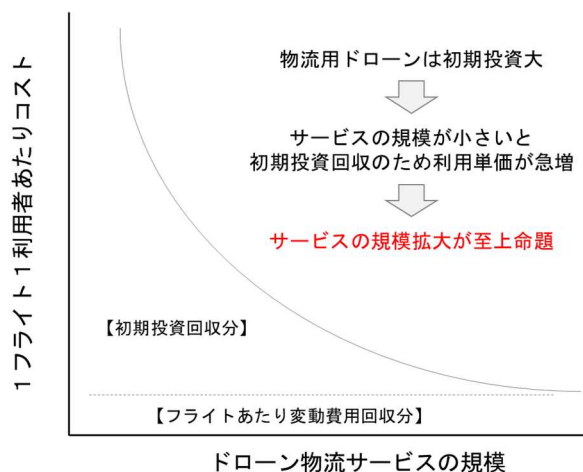 1フライト1利用者あたりコスト
物流用ドローンは初期投資大
サービスの規模が小さいと
初期投資回収のため利用単価が急増
サービスの規模拡大が至上命題
【初期投資回収分】
【フライトあたり変動費用回収分】
ドローン物流サービスの規模